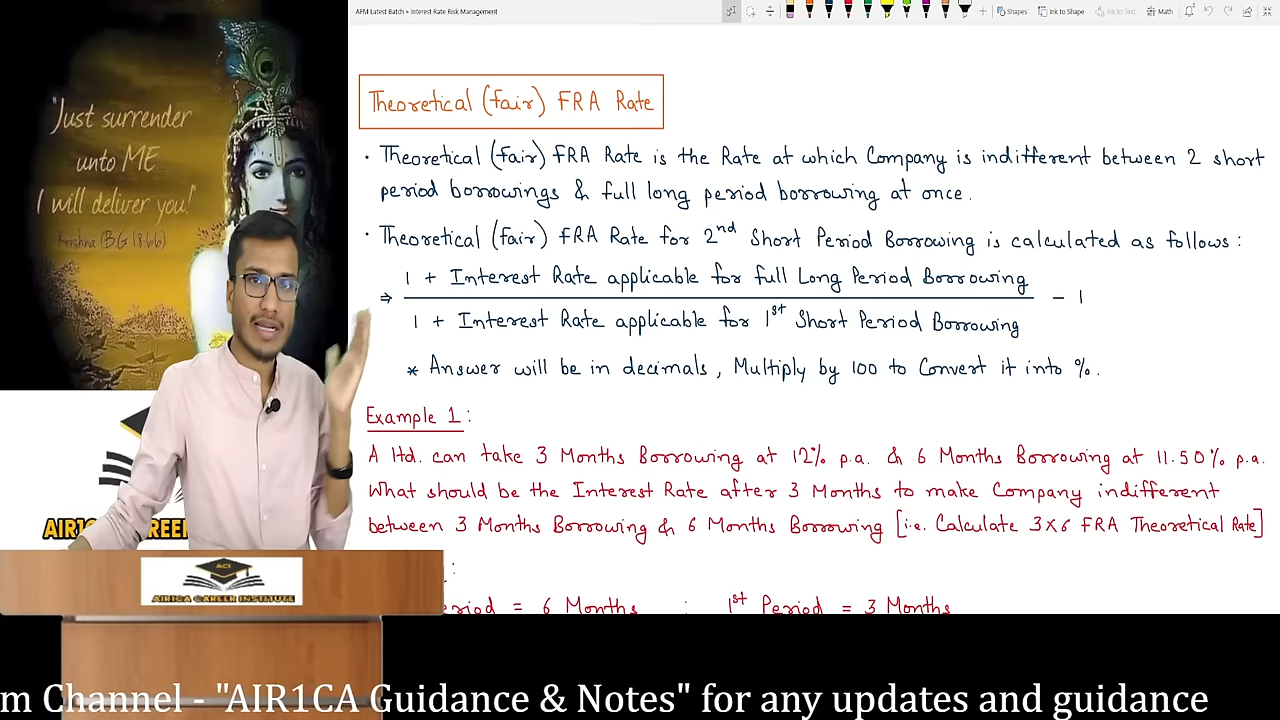 AFM Latest Batch » Interest Rate Risk Management
Shapes
Ink to Shape
Ink to Text
Math
"Just surrender
unto ME
I will deliver you!"
Krishna (B.G 18:66)
Theoretical (fair) FRA Rate
· Theoretical (fair) FRA Rate is the Rate at which Company is indifferent between 2 short
period borrowings & full long period borrowing at once.
· Theoretical (fair) FRA Rate for 2nd Short Period Borrowing is calculated as follows:
⇒ 1 + Interest Rate applicable for full Long Period Borrowing
1 + Interest Rate applicable for 1st Short Period Borrowing
- 1
* Answer will be in decimals, Multiply by 100 to Convert it into %.
Example 1:
A ltd. can take 3 Months Borrowing at 12% p.a. & 6 Months Borrowing at 11.50% p.a.
What should be the Interest Rate after 3 Months to make Company indifferent
between 3 Months Borrowing & 6 Months Borrowing [i.e. Calculate 3X6 FRA Theoretical Rate]
:
eriod = 6 Months ; 1st Period = 3 Months
ACI
AIR1CA CAREER INSTITUTE
m Channel - "AIR1CA Guidance & Notes" for any updates and guidance